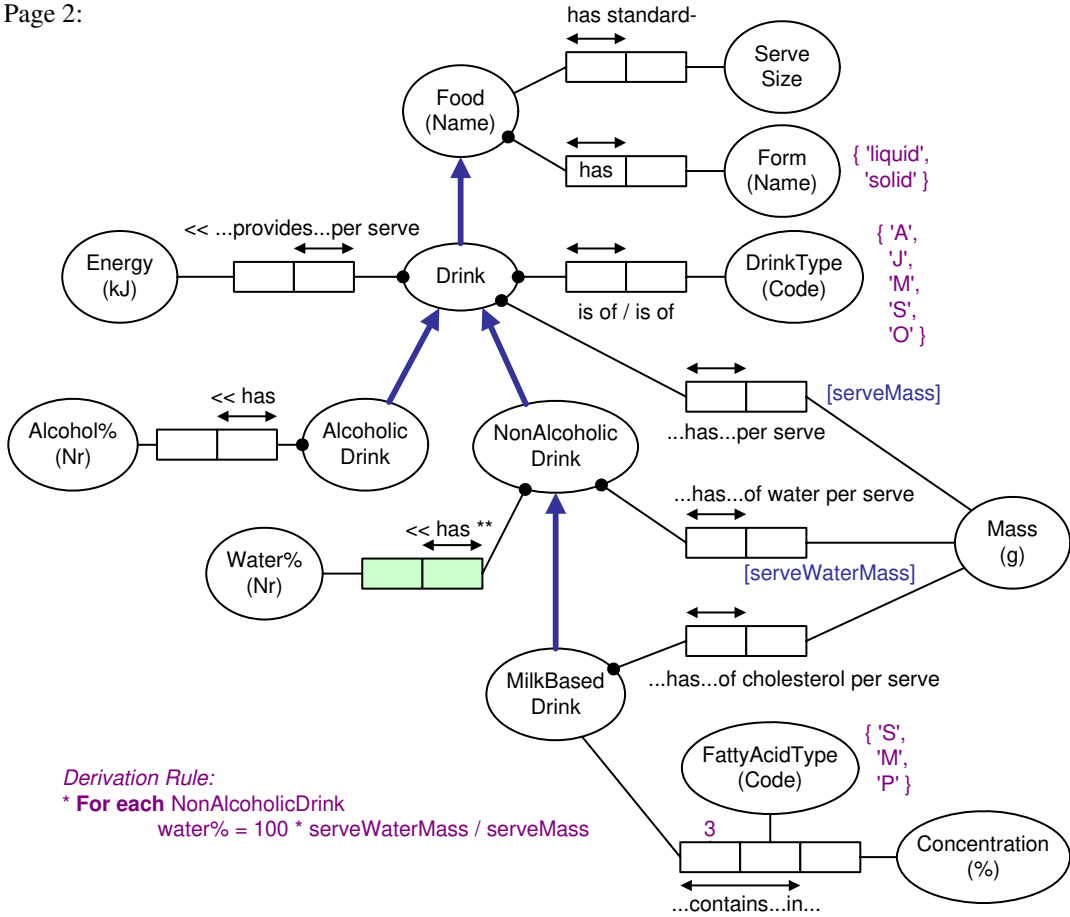 Page 2:
has standard-
Food
(Name)
Serve
Size
has
Form
(Name)
{ 'liquid',
'solid' }
<< ...provides...per serve
Energy
(kJ)
Drink
is of / is of
DrinkType
(Code)
{ 'A',
'J',
'M',
'S',
'O' }
[serveMass]
...has...per serve
<< has
Alcohol%
(Nr)
Alcoholic
Drink
NonAlcoholic
Drink
...has...of water per serve
[serveWaterMass]
Mass
(g)
<< has **
Water%
(Nr)
MilkBased
Drink
...has...of cholesterol per serve
FattyAcidType
(Code)
{ 'S',
'M',
'P' }
Derivation Rule:
* For each NonAlcoholicDrink
water% = 100 * serveWaterMass / serveMass
3
...contains...in...
Concentration
(%)